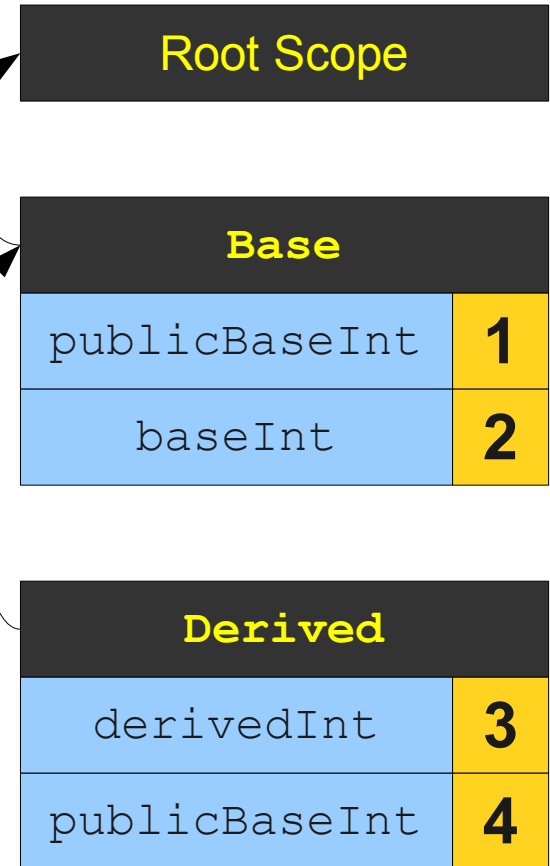 Root Scope
Base
publicBaseInt 1
baseInt 2
Derived
derivedInt 3
publicBaseInt 4